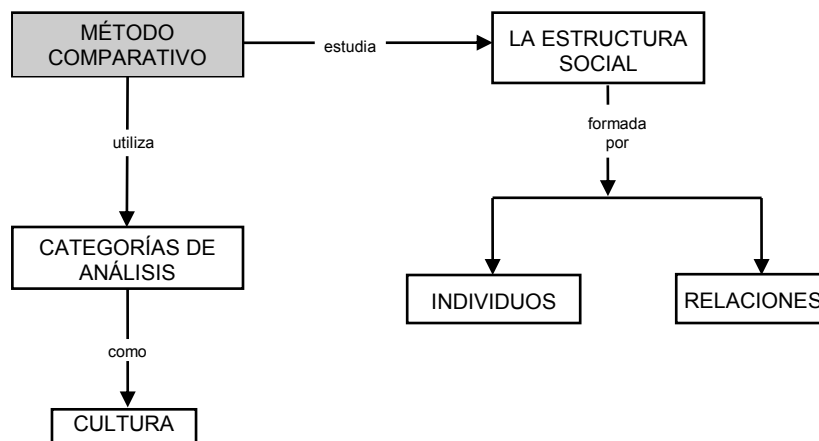 MÉTODO
COMPARATIVO
estudia
LA ESTRUCTURA
SOCIAL
utiliza
formada
por
CATEGORÍAS DE
ANÁLISIS
INDIVIDUOS
RELACIONES
como
CULTURA